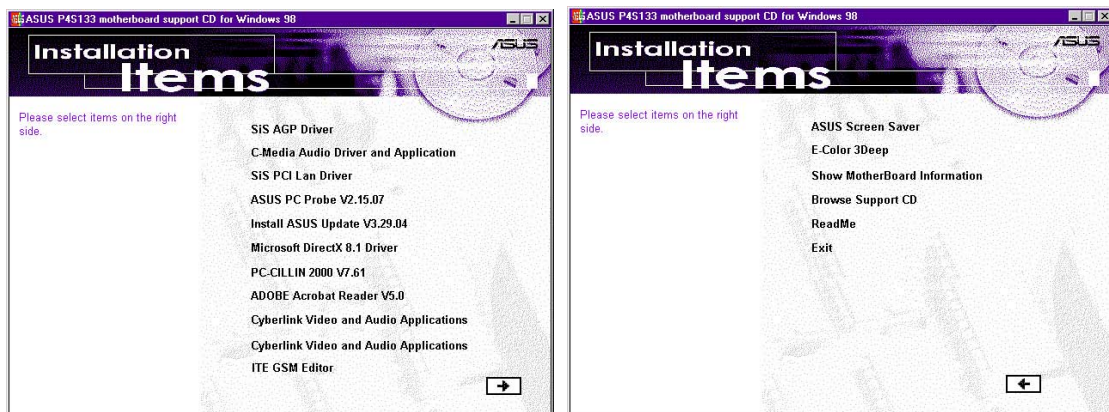 ASUS P4S133 motherboard support CD for Windows 98
Installation
Items
ASUS
Please select items on the right
side.
SiS AGP Driver
C-Media Audio Driver and Application
SiS PCI Lan Driver
ASUS PC Probe V2.15.07
Install ASUS Update V3.29.04
Microsoft DirectX 8.1 Driver
PC-CILLIN 2000 V7.61
ADOBE Acrobat Reader V5.0
Cyberlink Video and Audio Applications
Cyberlink Video and Audio Applications
ITE GSM Editor
ASUS P4S133 motherboard support CD for Windows 98
Installation
Items
ASUS
Please select items on the right
side.
ASUS Screen Saver
E-Color 3Deep
Show MotherBoard Information
Browse Support CD
ReadMe
Exit